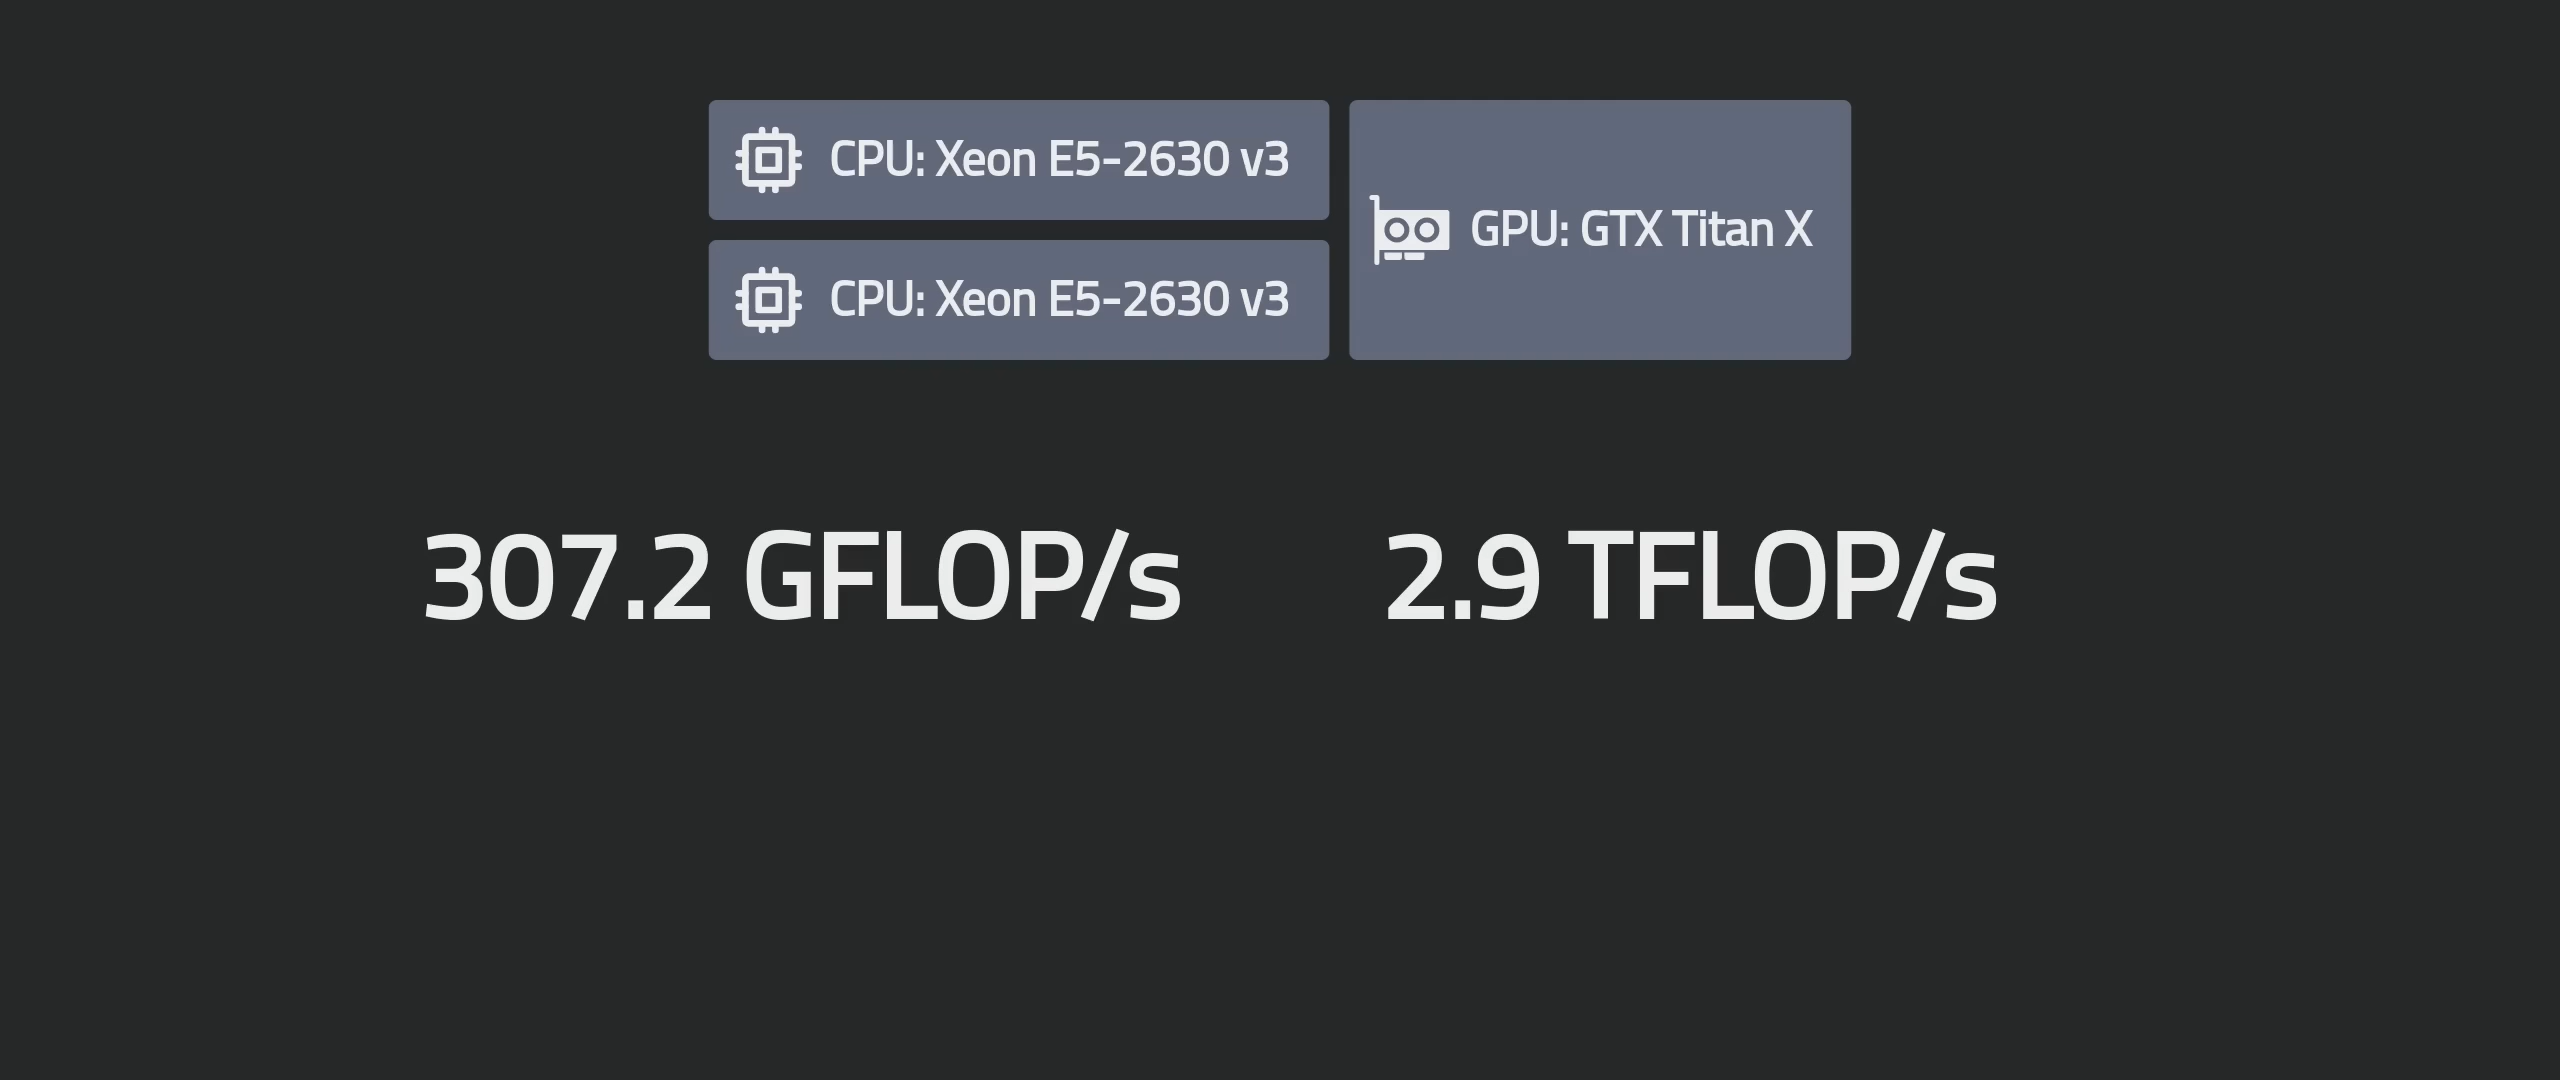 CPU: Xeon E5-2630 v3
CPU: Xeon E5-2630 v3
GPU: GTX Titan X
307.2 GFLOP/s
2.9 TFLOP/s